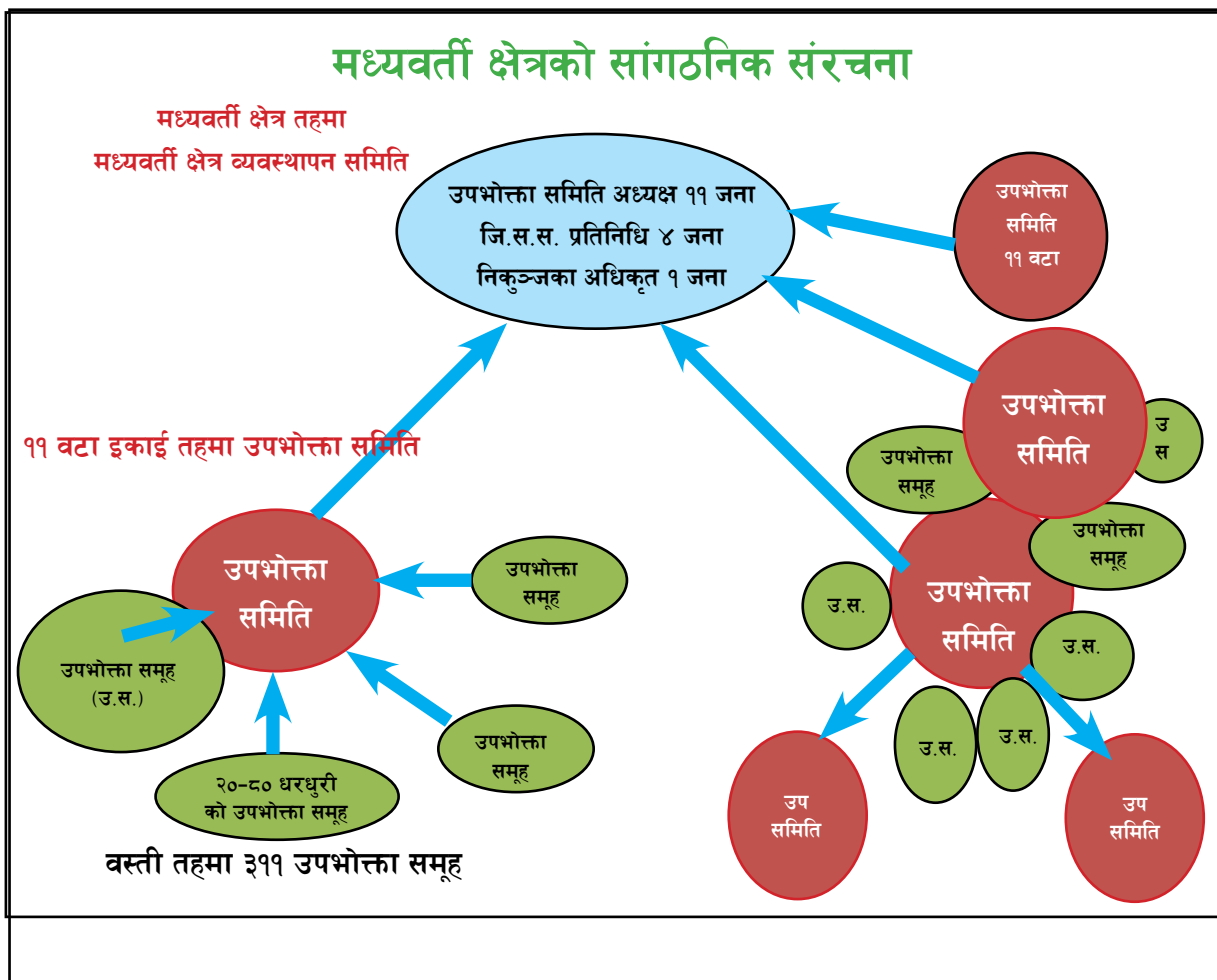 मध्यवर्ती क्षेत्रको सांगठनिक संरचना
मध्यवर्ती क्षेत्र तहमा
मध्यवर्ती क्षेत्र व्यवस्थापन समिति
उपभोक्ता समिति अध्यक्ष ११ जना
जि.स.स. प्रतिनिधि ४ जना
निकुञ्जका अधिकृत १ जना
उपभोक्ता
समिति
११ वटा
उपभोक्ता
समिति
उ
स
उपभोक्ता
समूह
उपभोक्ता
समूह
११ वटा इकाई तहमा उपभोक्ता समिति
उपभोक्ता
समिति
उपभोक्ता
समूह
उपभोक्ता समूह
(उ.स.)
उपभोक्ता
समूह
२०-८० धरधुरी
को उपभोक्ता समूह
वस्ती तहमा ३११ उपभोक्ता समूह
उपभोक्ता
समिति
उ.स.
उ.स.
उ.स.
उ.स.
उप
समिति
उप
समिति